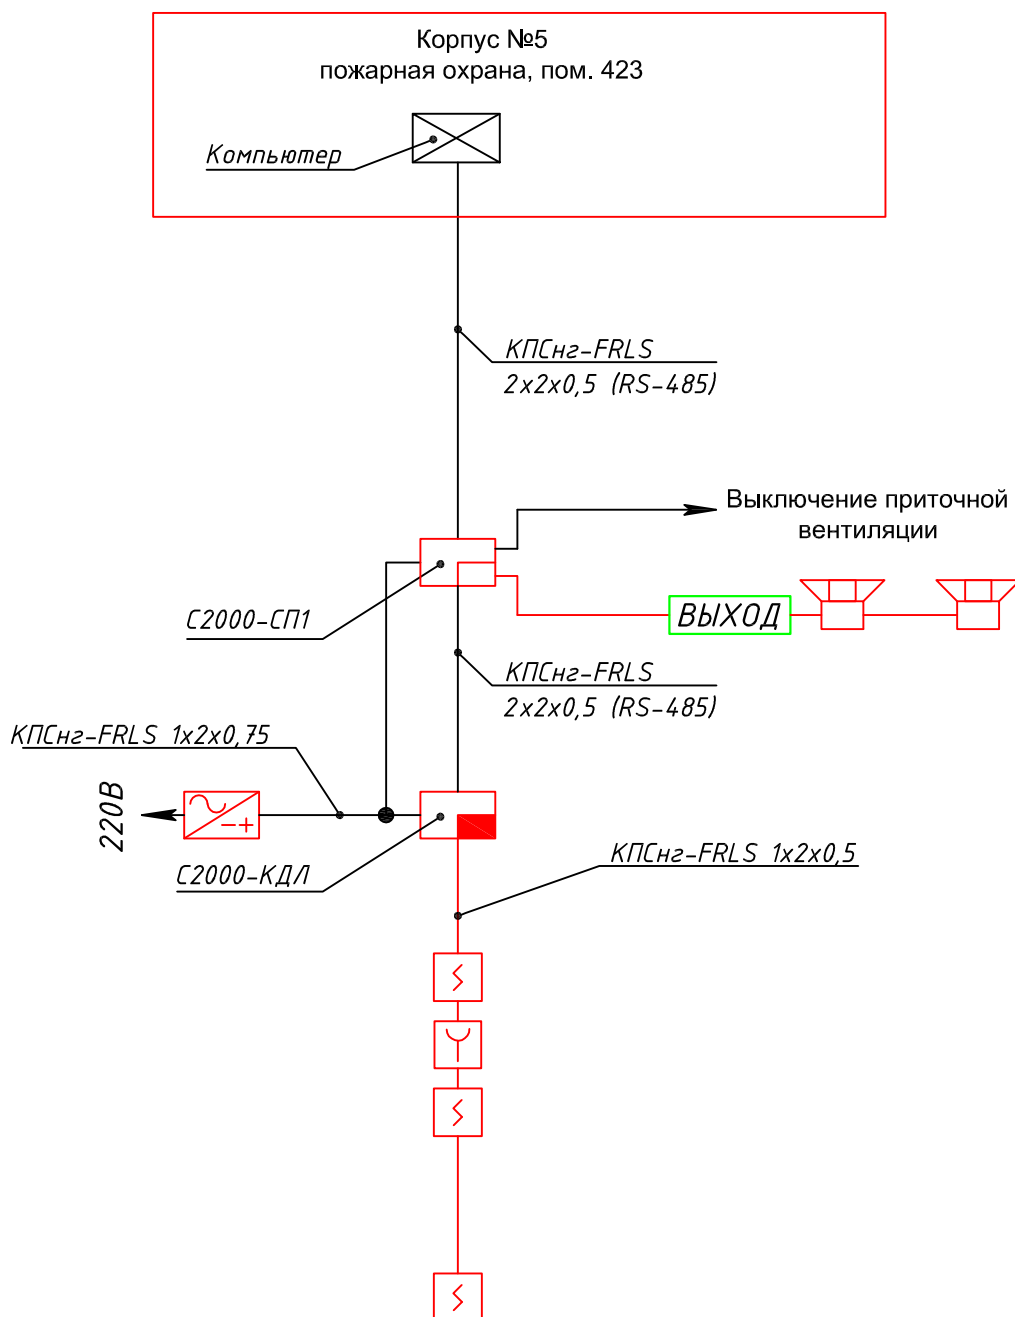 Корпус №5
пожарная охрана, пом. 423
Компьютер
КПСнг-FRLS
2х2х0,5 (RS-485)
Выключение приточной
вентиляции
С2000-СП1
ВЫХОД
КПСнг-FRLS
2х2х0,5 (RS-485)
КПСнг-FRLS 1х2х0,75
220В
С2000-КДЛ
КПСнг-FRLS 1х2х0,5